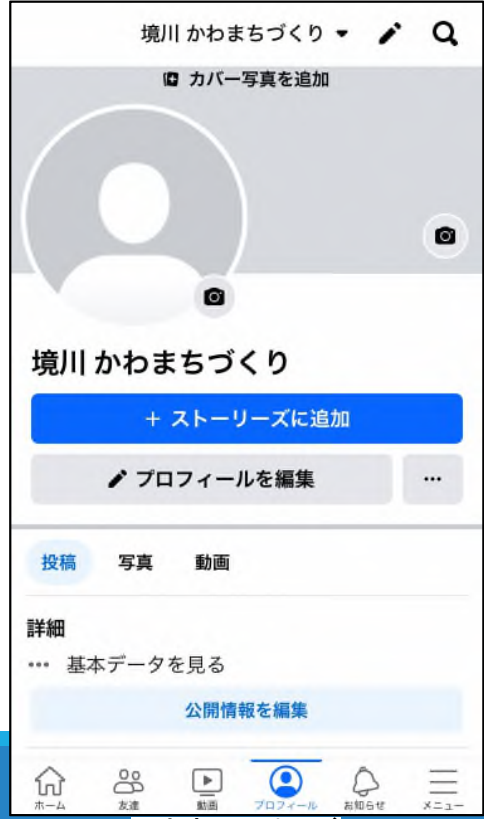 境川 かわまちづくり
カバー写真を追加
境川 かわまちづくり
+ ストーリーズに追加
プロフィールを編集
投稿 写真 動画
詳細
基本データを見る
公開情報を編集
ホーム 友達 動画 プロフィール お知らせ メニュー